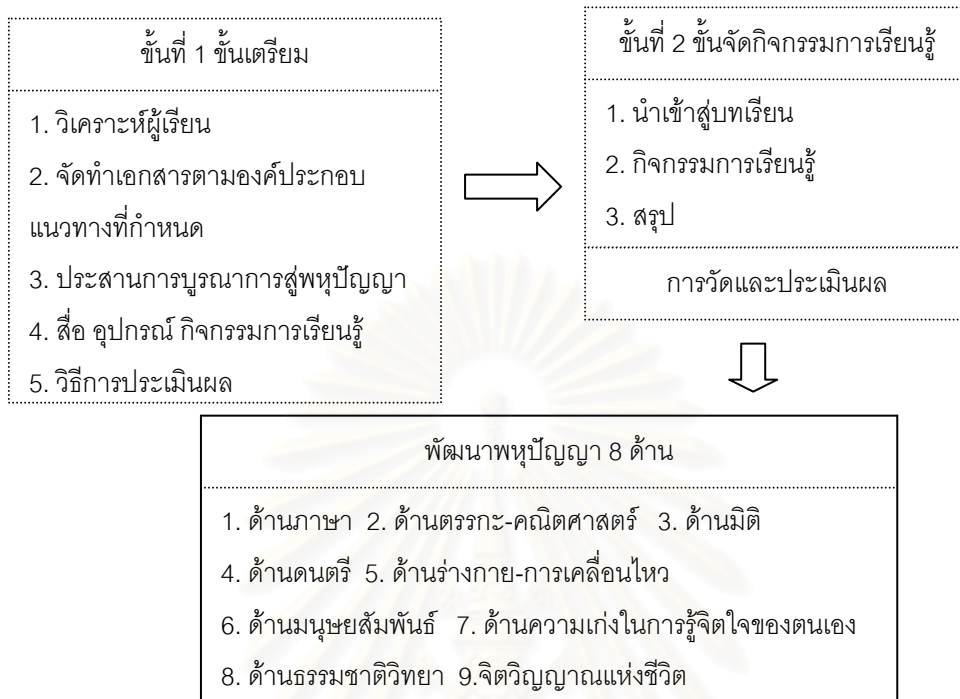 ขั้นที่ 1 ขั้นเตรียม
1. วิเคราะห์ผู้เรียน
2. จัดทำเอกสารตามองค์ประกอบ
แนวทางที่กำหนด
3. ประสานการบูรณาการสู่พหุปัญญา
4. สื่อ อุปกรณ์ กิจกรรมการเรียนรู้
5. วิธีการประเมินผล
ขั้นที่ 2 ขั้นจัดกิจกรรมการเรียนรู้
1. นำเข้าสู่บทเรียน
2. กิจกรรมการเรียนรู้
3. สรุป
การวัดและประเมินผล
พัฒนาพหุปัญญา 8 ด้าน
1. ด้านภาษา 2. ด้านตรรกะ-คณิตศาสตร์ 3. ด้านมิติ
4. ด้านดนตรี 5. ด้านร่างกาย-การเคลื่อนไหว
6. ด้านมนุษยสัมพันธ์ 7. ด้านความเก่งในการรู้จิตใจของตนเอง
8. ด้านธรรมชาติวิทยา 9.จิตวิญญาณแห่งชีวิต